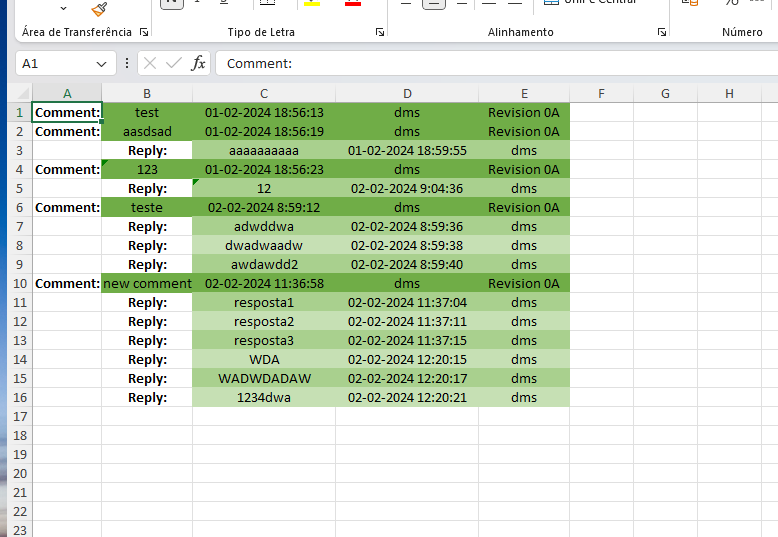 Unir e Centrar
Área de Transferência Tipo de Letra Alinhamento Número
A1 fx Comment:
A B C D E F G H
1 Comment: test 01-02-2024 18:56:13 dms Revision 0A
2 Comment: aasdsad 01-02-2024 18:56:19 dms Revision 0A
3 Reply: aaaaaaaaaa 01-02-2024 18:59:55 dms
4 Comment: 123 01-02-2024 18:56:23 dms Revision 0A
5 Reply: 12 02-02-2024 9:04:36 dms
6 Comment: teste 02-02-2024 8:59:12 dms Revision 0A
7 Reply: adwddwa 02-02-2024 8:59:36 dms
8 Reply: dwadwaadw 02-02-2024 8:59:38 dms
9 Reply: awdawdd2 02-02-2024 8:59:40 dms
10 Comment: new comment 02-02-2024 11:36:58 dms Revision 0A
11 Reply: resposta1 02-02-2024 11:37:04 dms
12 Reply: resposta2 02-02-2024 11:37:11 dms
13 Reply: resposta3 02-02-2024 11:37:15 dms
14 Reply: WDA 02-02-2024 12:20:15 dms
15 Reply: WADWDADAW 02-02-2024 12:20:17 dms
16 Reply: 1234dwa 02-02-2024 12:20:21 dms
17
18
19
20
21
22
23